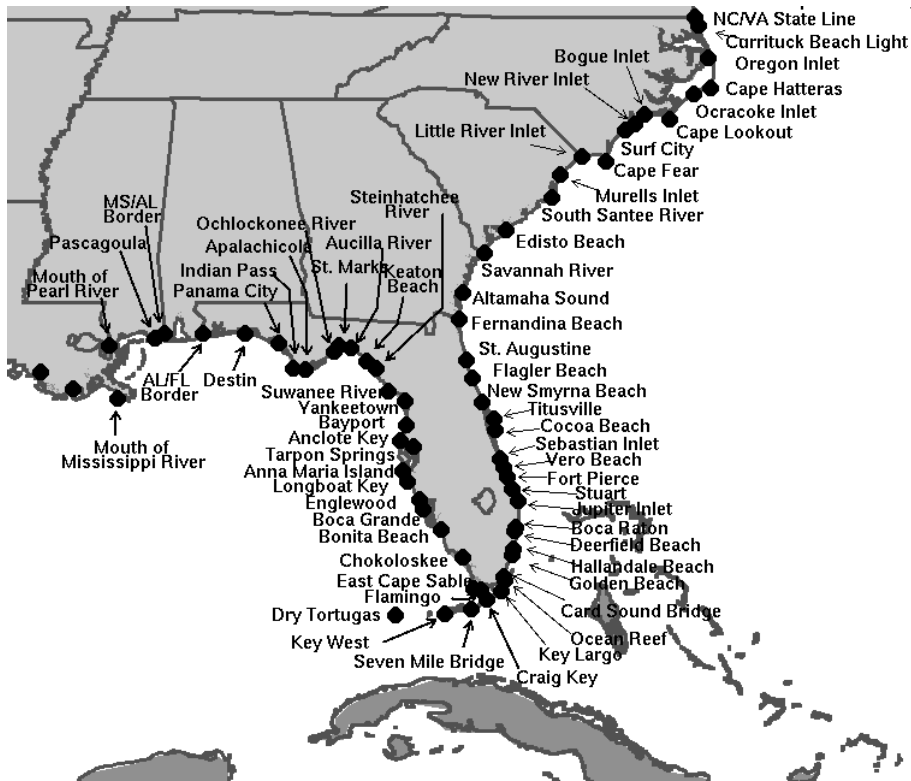 NC/VA State Line
Currituck Beach Light
Bogue Inlet
Oregon Inlet
New River Inlet
Cape Hatteras
Ocracoke Inlet
Little River Inlet
Cape Lookout
Surf City
Cape Fear
Steinhatchee
River
Murells Inlet
MS/AL
Border
South Santee River
Ochlockonee River
Pascagoula
Apalachicola
Aucilla River
Edisto Beach
Indian Pass
St. Marks
Keaton
Beach
Savannah River
Mouth of
Pearl River
Panama City
Altamaha Sound
Fernandina Beach
St. Augustine
Flagler Beach
AL/FL
Border
Destin
Suwanee River
New Smyrna Beach
Yankeetown
Titusville
Bayport
Cocoa Beach
Mouth of
Mississippi River
Anclote Key
Sebastian Inlet
Tarpon Springs
Vero Beach
Anna Maria Island
Fort Pierce
Longboat Key
Stuart
Englewood
Jupiter Inlet
Boca Grande
Boca Raton
Bonita Beach
Deerfield Beach
Chokoloskee
Hallandale Beach
East Cape Sable
Golden Beach
Flamingo
Card Sound Bridge
Dry Tortugas
Key West
Ocean Reef
Seven Mile Bridge
Key Largo
Craig Key